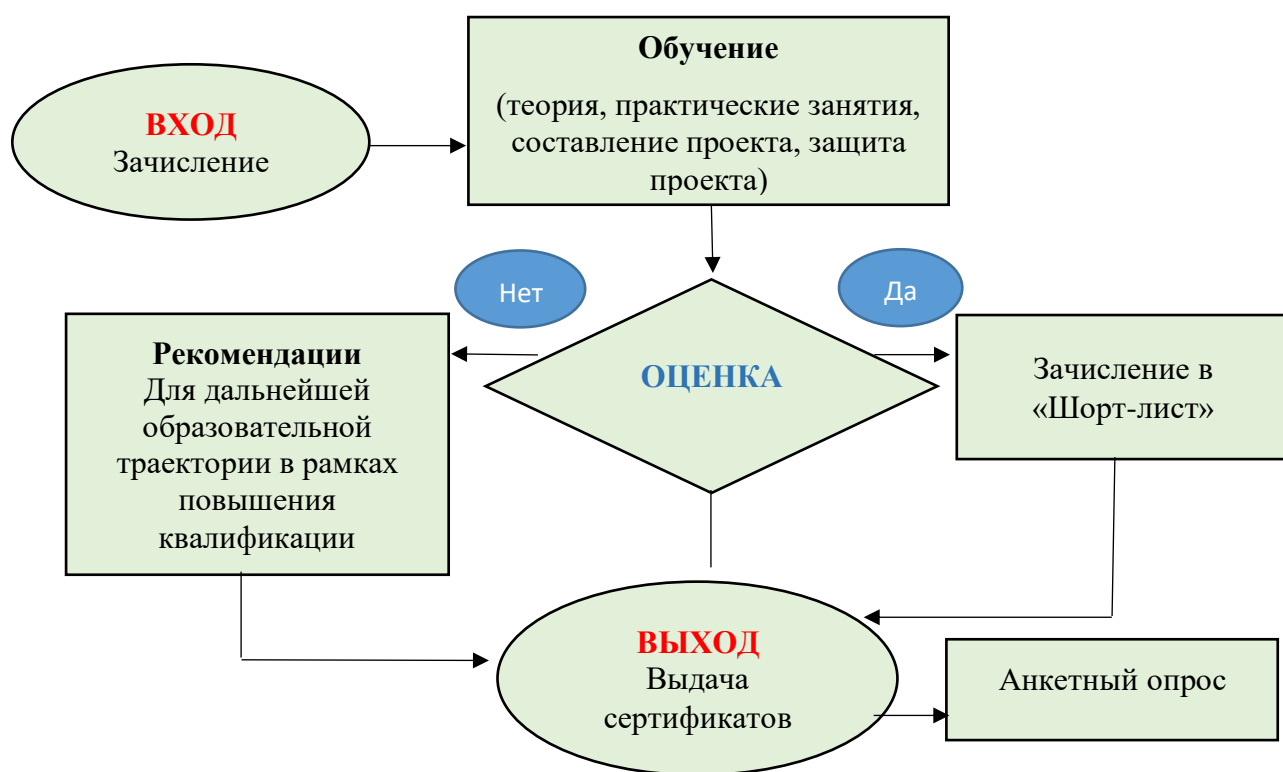 Обучение
(теория, практические занятия,
составление проекта, защита
проекта)
ВХОД
Зачисление
Нет
Да
Рекомендации
Для дальнейшей
образовательной
траектории в рамках
повышения
квалификации
ОЦЕНКА
Зачисление в
«Шорт-лист»
ВЫХОД
Выдача
сертификатов
Анкетный опрос